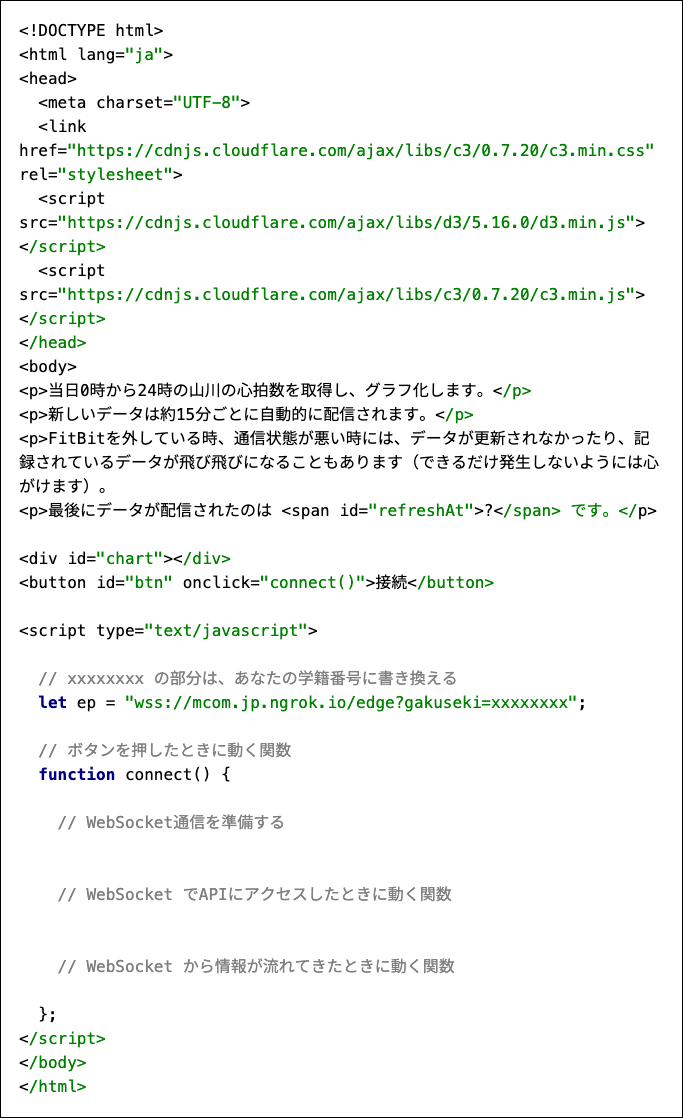 <!DOCTYPE html>
<html lang="ja">
<head>
  <meta charset="UTF-8">
  <link
href="https://cdnjs.cloudflare.com/ajax/libs/c3/0.7.20/c3.min.css"
rel="stylesheet">
  <script
src="https://cdnjs.cloudflare.com/ajax/libs/d3/5.16.0/d3.min.js">
</script>
  <script
src="https://cdnjs.cloudflare.com/ajax/libs/c3/0.7.20/c3.min.js">
</script>
</head>
<body>
<p>当日0時から24時の山川の心拍数を取得し、グラフ化します。</p>
<p>新しいデータは約15分ごとに自動的に配信されます。</p>
<p>FitBitを外している時、通信状態が悪い時には、データが更新されなかったり、記
録されているデータが飛び飛びになることもあります（できるだけ発生しないようには心
がけます）。
<p>最後にデータが配信されたのは <span id="refreshAt">?</span> です。</p>

<div id="chart"></div>
<button id="btn" onclick="connect()">接続</button>

<script type="text/javascript">

  // xxxxxxxx の部分は、あなたの学籍番号に書き換える
  let ep = "wss://mcom.jp.ngrok.io/edge?gakuseki=xxxxxxxx";

  // ボタンを押したときに動く関数
  function connect() {

    // WebSocket通信を準備する

    // WebSocket でAPIにアクセスしたときに動く関数

    // WebSocket から情報が流れてきたときに動く関数

  };
</script>
</body>
</html>